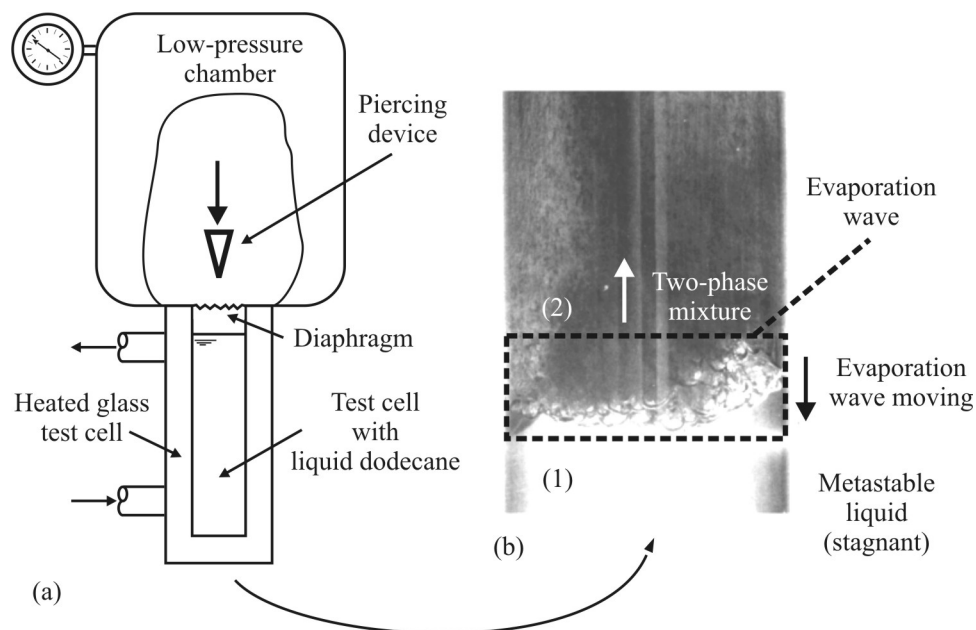 Low-pressure
chamber
Piercing
device
Diaphragm
Heated glass
test cell
Test cell
with
liquid dodecane
(a)
Evaporation
wave
(2)
Two-phase
mixture
Evaporation
wave moving
(1)
Metastable
liquid
(stagnant)
(b)